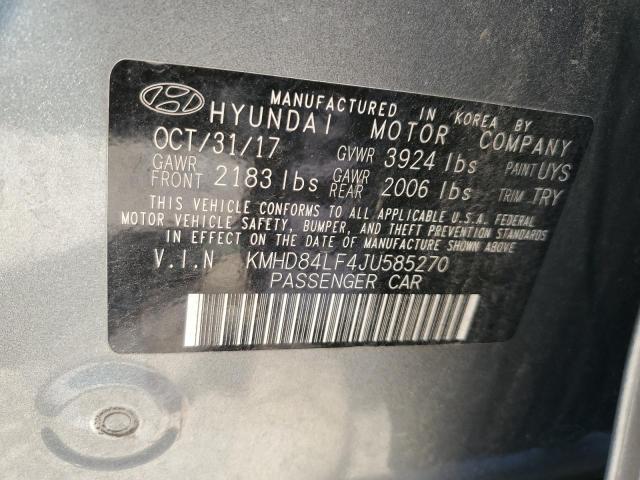 MANUFACTURED IN KOREA BY
HYUNDAI MOTOR COMPANY
OCT/31/17 GVWR 3924 lbs PAINT UYS
GAWR FRONT 2183 lbs GAWR REAR 2006 lbs TRIM TRY
THIS VEHICLE CONFORMS TO ALL APPLICABLE U.S.A. FEDERAL
MOTOR VEHICLE SAFETY, BUMPER, AND THEFT PREVENTION STANDARDS
IN EFFECT ON THE DATE OF MANUFACTURE SHOWN ABOVE.
V.I.N KMHD84LF4JU585270
PASSENGER CAR